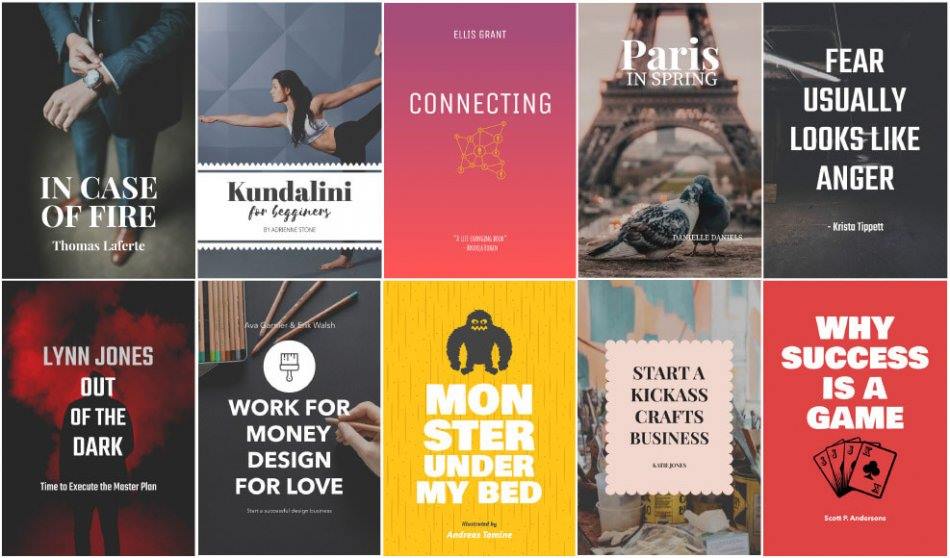 IN CASE
OF FIRE
Thomas Laferte
Kundalini
for begginers
BY ADRIENNE STONE
ELLIS GRANT
CONNECTING
"A LIFE-CHANGING BOOK"
Paris
IN SPRING
DANIELLE DANIELS
FEAR
USUALLY
LOOKS LIKE
ANGER
- Krista Tippett
LYNN JONES
OUT
OF THE
DARK
Time to Execute the Master Plan
Ava Garnier & Erik Walsh
WORK FOR
MONEY
DESIGN
FOR LOVE
Start a successful design business
MON
STER
UNDER
MY BED
Illustrated by
Andreas Tamine
START A
KICKASS
CRAFTS
BUSINESS
KATIE JONES
WHY
SUCCESS
IS A
GAME
J
J
J
Scott P. Andersons